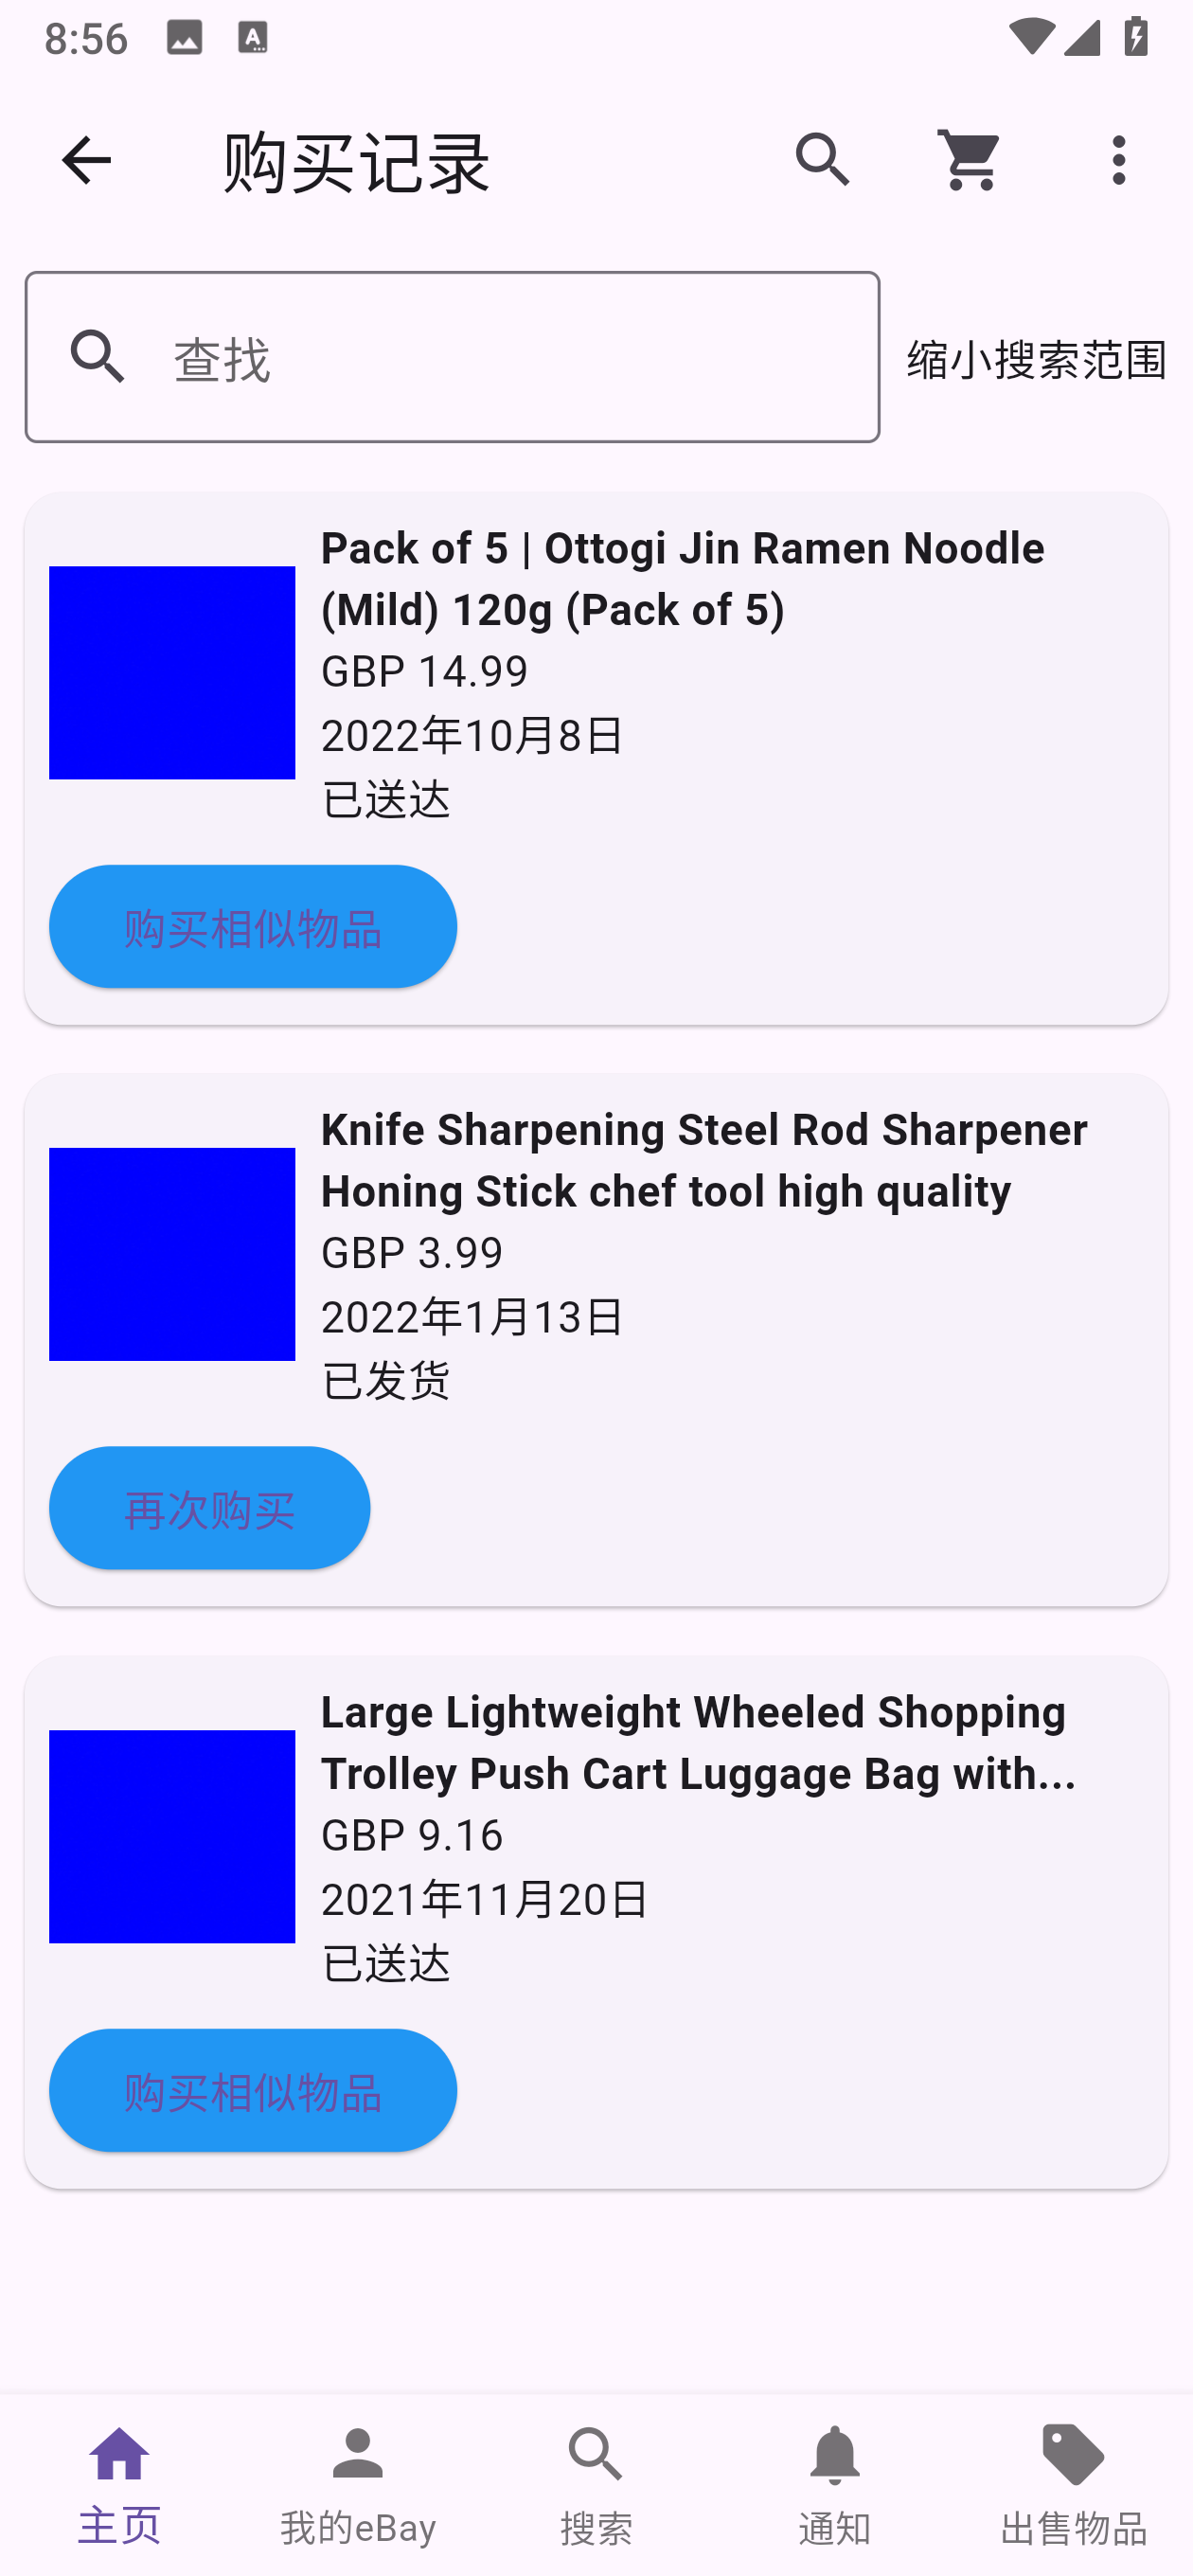 8:56
购买记录
查找
缩小搜索范围
Pack of 5 | Ottogi Jin Ramen Noodle
(Mild) 120g (Pack of 5)
GBP 14.99
2022年10月8日
已送达
购买相似物品
Knife Sharpening Steel Rod Sharpener
Honing Stick chef tool high quality
GBP 3.99
2022年1月13日
已发货
再次购买
Large Lightweight Wheeled Shopping
Trolley Push Cart Luggage Bag with...
GBP 9.16
2021年11月20日
已送达
购买相似物品
主页
我的eBay
搜索
通知
出售物品